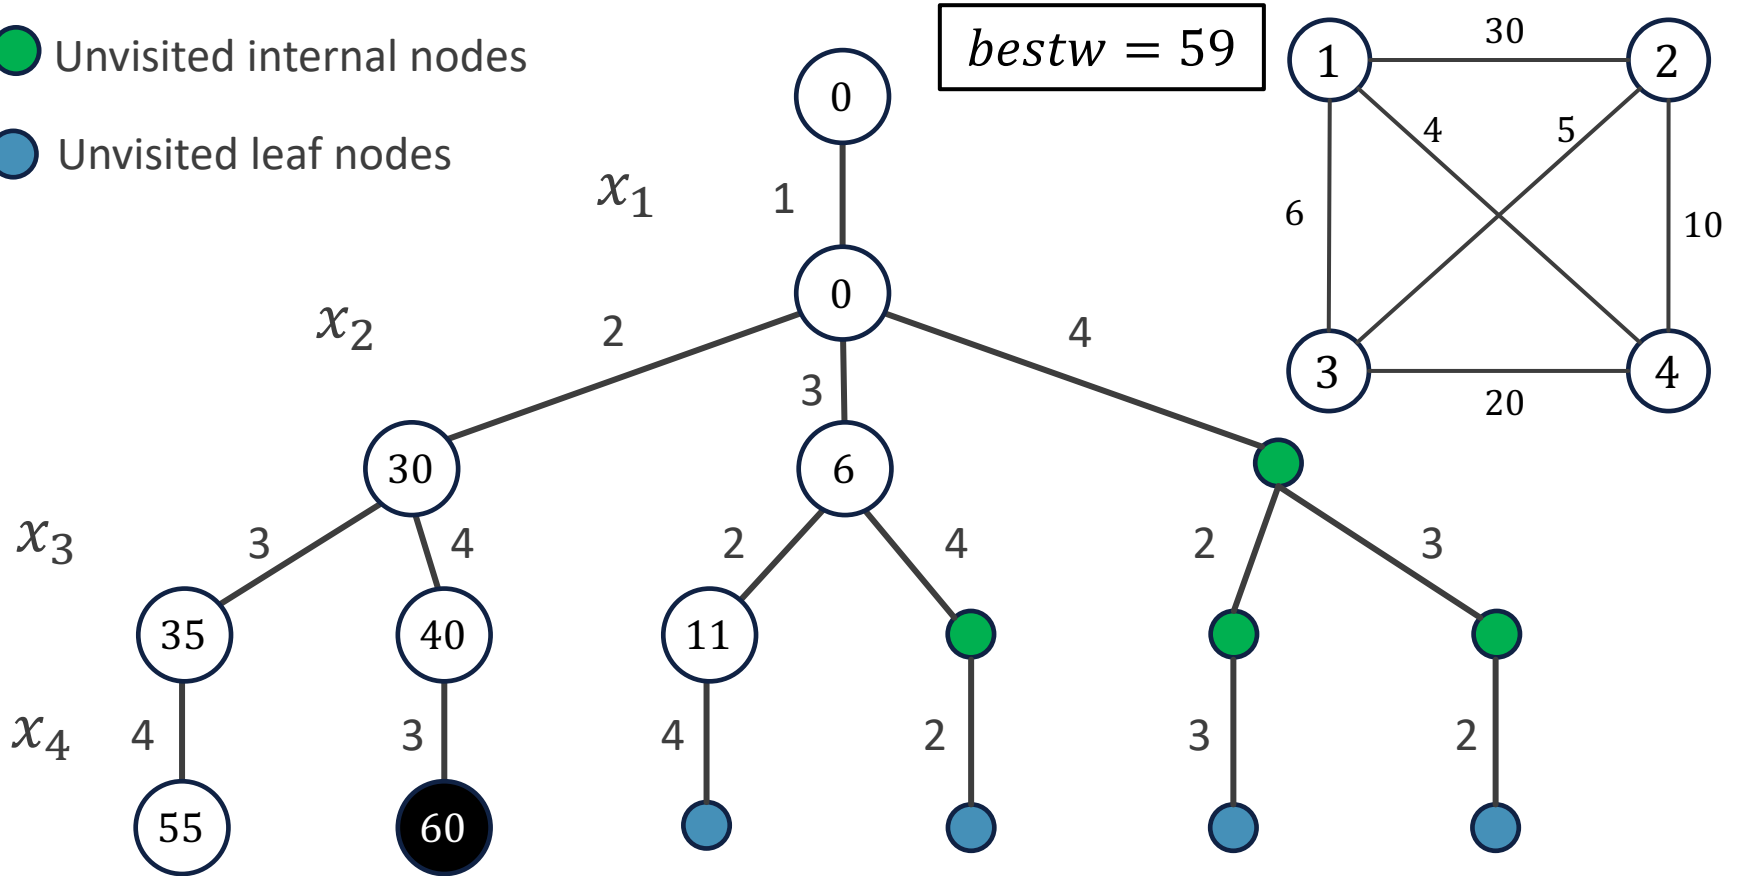 Unvisited internal nodes
Unvisited leaf nodes
bestw = 59
1 30 2
4 5
6 10
3 20 4
0
x₁ 1
0
x₂ 2 3 4
30 6
x₃ 3 4 2 4 2 3
35 40 11
x₄ 4 3 4 2 3 2
55 60